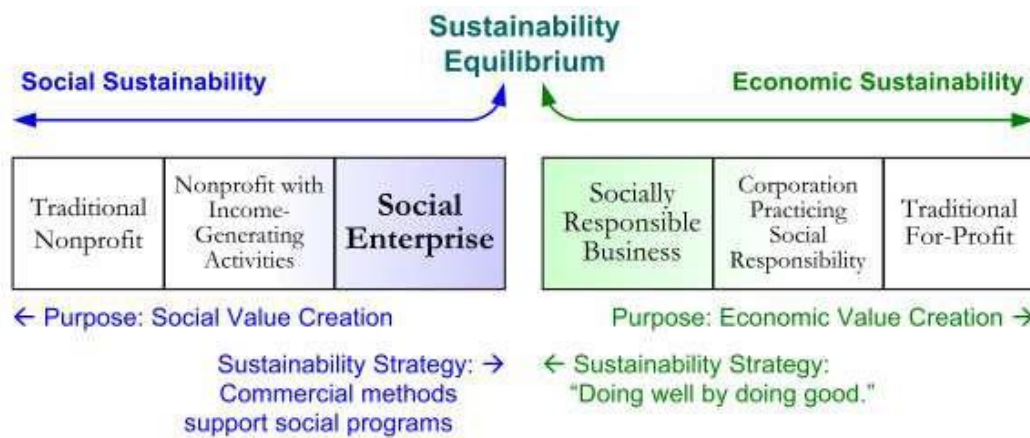 Sustainability
Equilibrium
Social Sustainability
Economic Sustainability
Traditional
Nonprofit
Nonprofit with
Income-
Generating
Activities
Social
Enterprise
Socially
Responsible
Business
Corporation
Practicing
Social
Responsibility
Traditional
For-Profit
← Purpose: Social Value Creation
Purpose: Economic Value Creation →
Sustainability Strategy: →
Commercial methods
support social programs
← Sustainability Strategy:
“Doing well by doing good.”